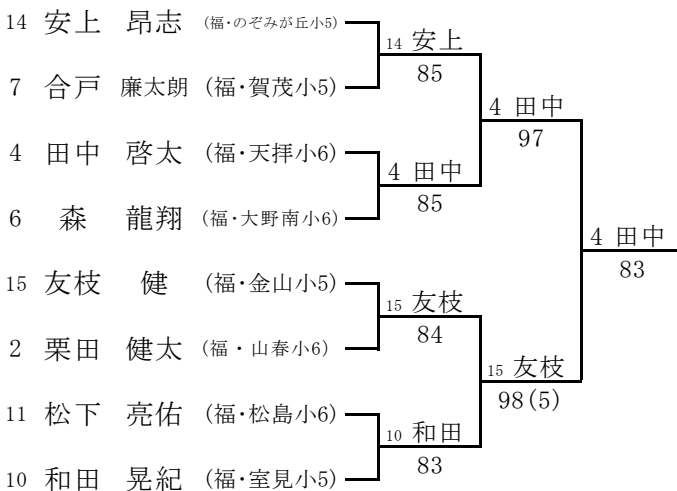 14 安上 昂志 (福・のぞみが丘小5)
14 安上
85
7 合戸 廉太朗 (福・賀茂小5)
4 田中
97
4 田中 啓太 (福・天拝小6)
4 田中
85
6 森 龍翔 (福・大野南小6)
4 田中
83
15 友枝 健 (福・金山小5)
15 友枝
84
2 栗田 健太 (福・山春小6)
15 友枝
98(5)
11 松下 亮佑 (福・松島小6)
10 和田
83
10 和田 晃紀 (福・室見小5)